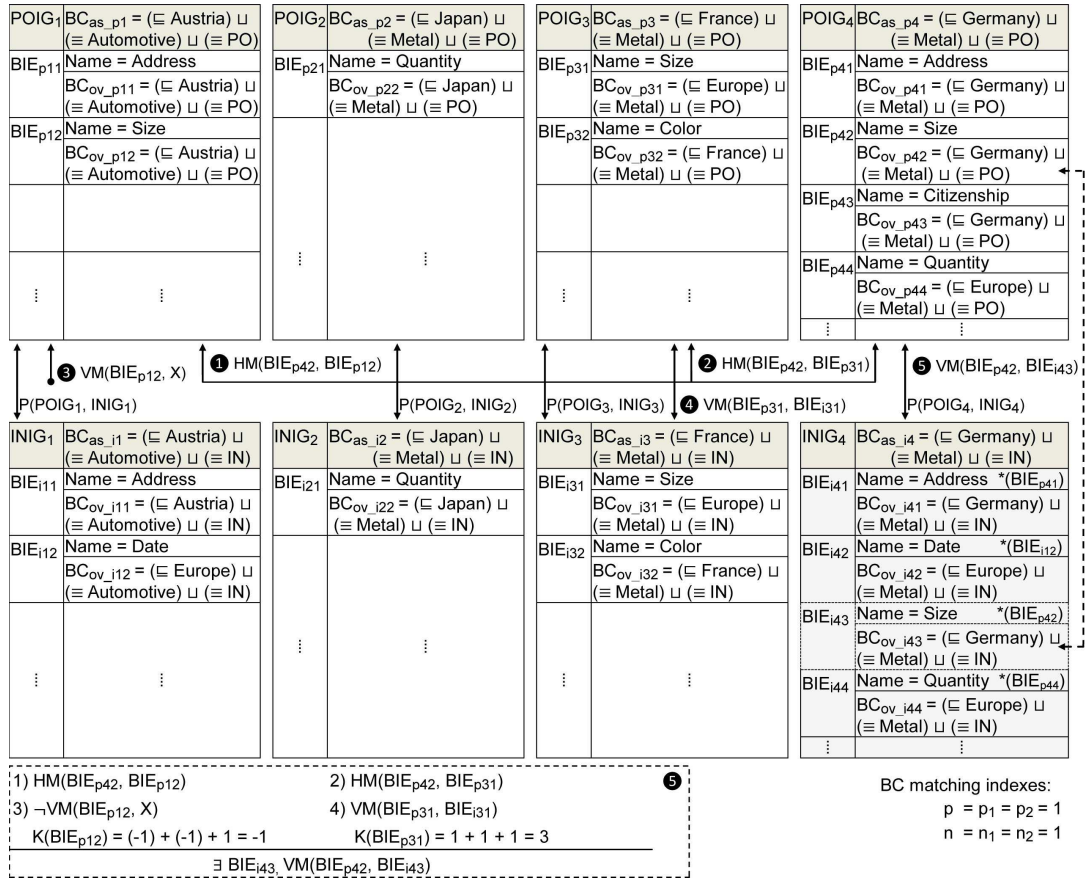 POIG1 BCas_p1 = (⊑ Austria) ⊔
(≡ Automotive) ⊔ (≡ PO)
BIEp11 Name = Address
BCov_p11 = (⊑ Austria) ⊔
(≡ Automotive) ⊔ (≡ PO)
BIEp12 Name = Size
BCov_p12 = (⊑ Austria) ⊔
(≡ Automotive) ⊔ (≡ PO)
⋮ ⋮
POIG2 BCas_p2 = (⊑ Japan) ⊔
(≡ Metal) ⊔ (≡ PO)
BIEp21 Name = Quantity
BCov_p22 = (⊑ Japan) ⊔
(≡ Metal) ⊔ (≡ PO)
⋮ ⋮
POIG3 BCas_p3 = (⊑ France) ⊔
(≡ Metal) ⊔ (≡ PO)
BIEp31 Name = Size
BCov_p31 = (⊑ Europe) ⊔
(≡ Metal) ⊔ (≡ PO)
BIEp32 Name = Color
BCov_p32 = (⊑ France) ⊔
(≡ Metal) ⊔ (≡ PO)
⋮ ⋮
POIG4 BCas_p4 = (⊑ Germany) ⊔
(≡ Metal) ⊔ (≡ PO)
BIEp41 Name = Address
BCov_p41 = (⊑ Germany) ⊔
(≡ Metal) ⊔ (≡ PO)
BIEp42 Name = Size
BCov_p42 = (⊑ Germany) ⊔
(≡ Metal) ⊔ (≡ PO)
BIEp43 Name = Citizenship
BCov_p43 = (⊑ Germany) ⊔
(≡ Metal) ⊔ (≡ PO)
BIEp44 Name = Quantity
BCov_p44 = (⊑ Europe) ⊔
(≡ Metal) ⊔ (≡ PO)
⋮ ⋮
❸ VM(BIEp12, X)
❶ HM(BIEp42, BIEp12)
❷ HM(BIEp42, BIEp31)
❺ VM(BIEp42, BIEi43)
P(POIG1, INIG1)
P(POIG2, INIG2)
P(POIG3, INIG3)
❹ VM(BIEp31, BIEi31)
P(POIG4, INIG4)
INIG1 BCas_i1 = (⊑ Austria) ⊔
(≡ Automotive) ⊔ (≡ IN)
BIEi11 Name = Address
BCov_i11 = (⊑ Austria) ⊔
(≡ Automotive) ⊔ (≡ IN)
BIEi12 Name = Date
BCov_i12 = (⊑ Europe) ⊔
(≡ Automotive) ⊔ (≡ IN)
⋮ ⋮
INIG2 BCas_i2 = (⊑ Japan) ⊔
(≡ Metal) ⊔ (≡ IN)
BIEi21 Name = Quantity
BCov_i22 = (⊑ Japan) ⊔
(≡ Metal) ⊔ (≡ IN)
⋮ ⋮
INIG3 BCas_i3 = (⊑ France) ⊔
(≡ Metal) ⊔ (≡ IN)
BIEi31 Name = Size
BCov_i31 = (⊑ Europe) ⊔
(≡ Metal) ⊔ (≡ IN)
BIEi32 Name = Color
BCov_i32 = (⊑ France) ⊔
(≡ Metal) ⊔ (≡ IN)
⋮ ⋮
INIG4 BCas_i4 = (⊑ Germany) ⊔
(≡ Metal) ⊔ (≡ IN)
BIEi41 Name = Address *(BIEp41)
BCov_i41 = (⊑ Germany) ⊔
(≡ Metal) ⊔ (≡ IN)
BIEi42 Name = Date *(BIEi12)
BCov_i42 = (⊑ Europe) ⊔
(≡ Metal) ⊔ (≡ IN)
BIEi43 Name = Size *(BIEp42)
BCov_i43 = (⊑ Germany) ⊔
(≡ Metal) ⊔ (≡ IN)
BIEi44 Name = Quantity *(BIEp44)
BCov_i44 = (⊑ Europe) ⊔
(≡ Metal) ⊔ (≡ IN)
⋮ ⋮
1) HM(BIEp42, BIEp12) 2) HM(BIEp42, BIEp31) ❺
3) ¬VM(BIEp12, X) 4) VM(BIEp31, BIEi31)
K(BIEp12) = (-1) + (-1) + 1 = -1 K(BIEp31) = 1 + 1 + 1 = 3
∃ BIEi43, VM(BIEp42, BIEi43)
BC matching indexes:
p = p1 = p2 = 1
n = n1 = n2 = 1